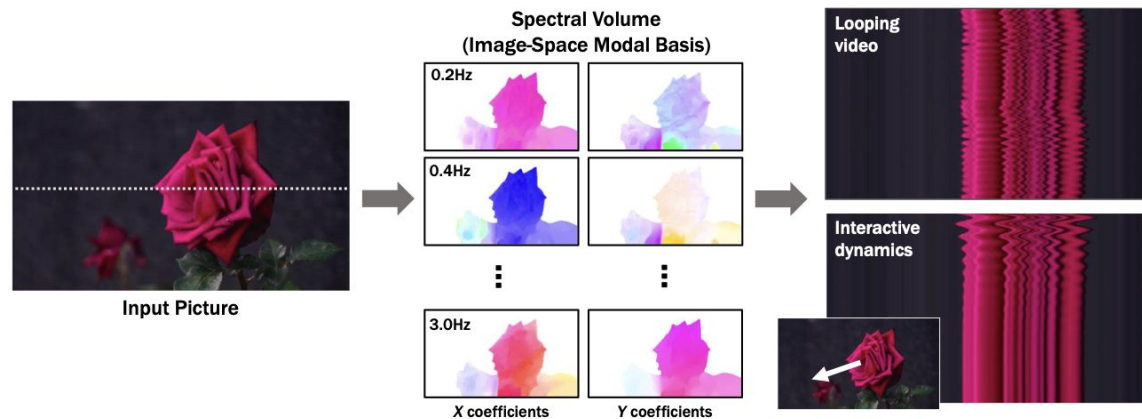 Input Picture
Spectral Volume
(Image-Space Modal Basis)
0.2Hz
0.4Hz
3.0Hz
X coefficients
Y coefficients
Looping
video
Interactive
dynamics